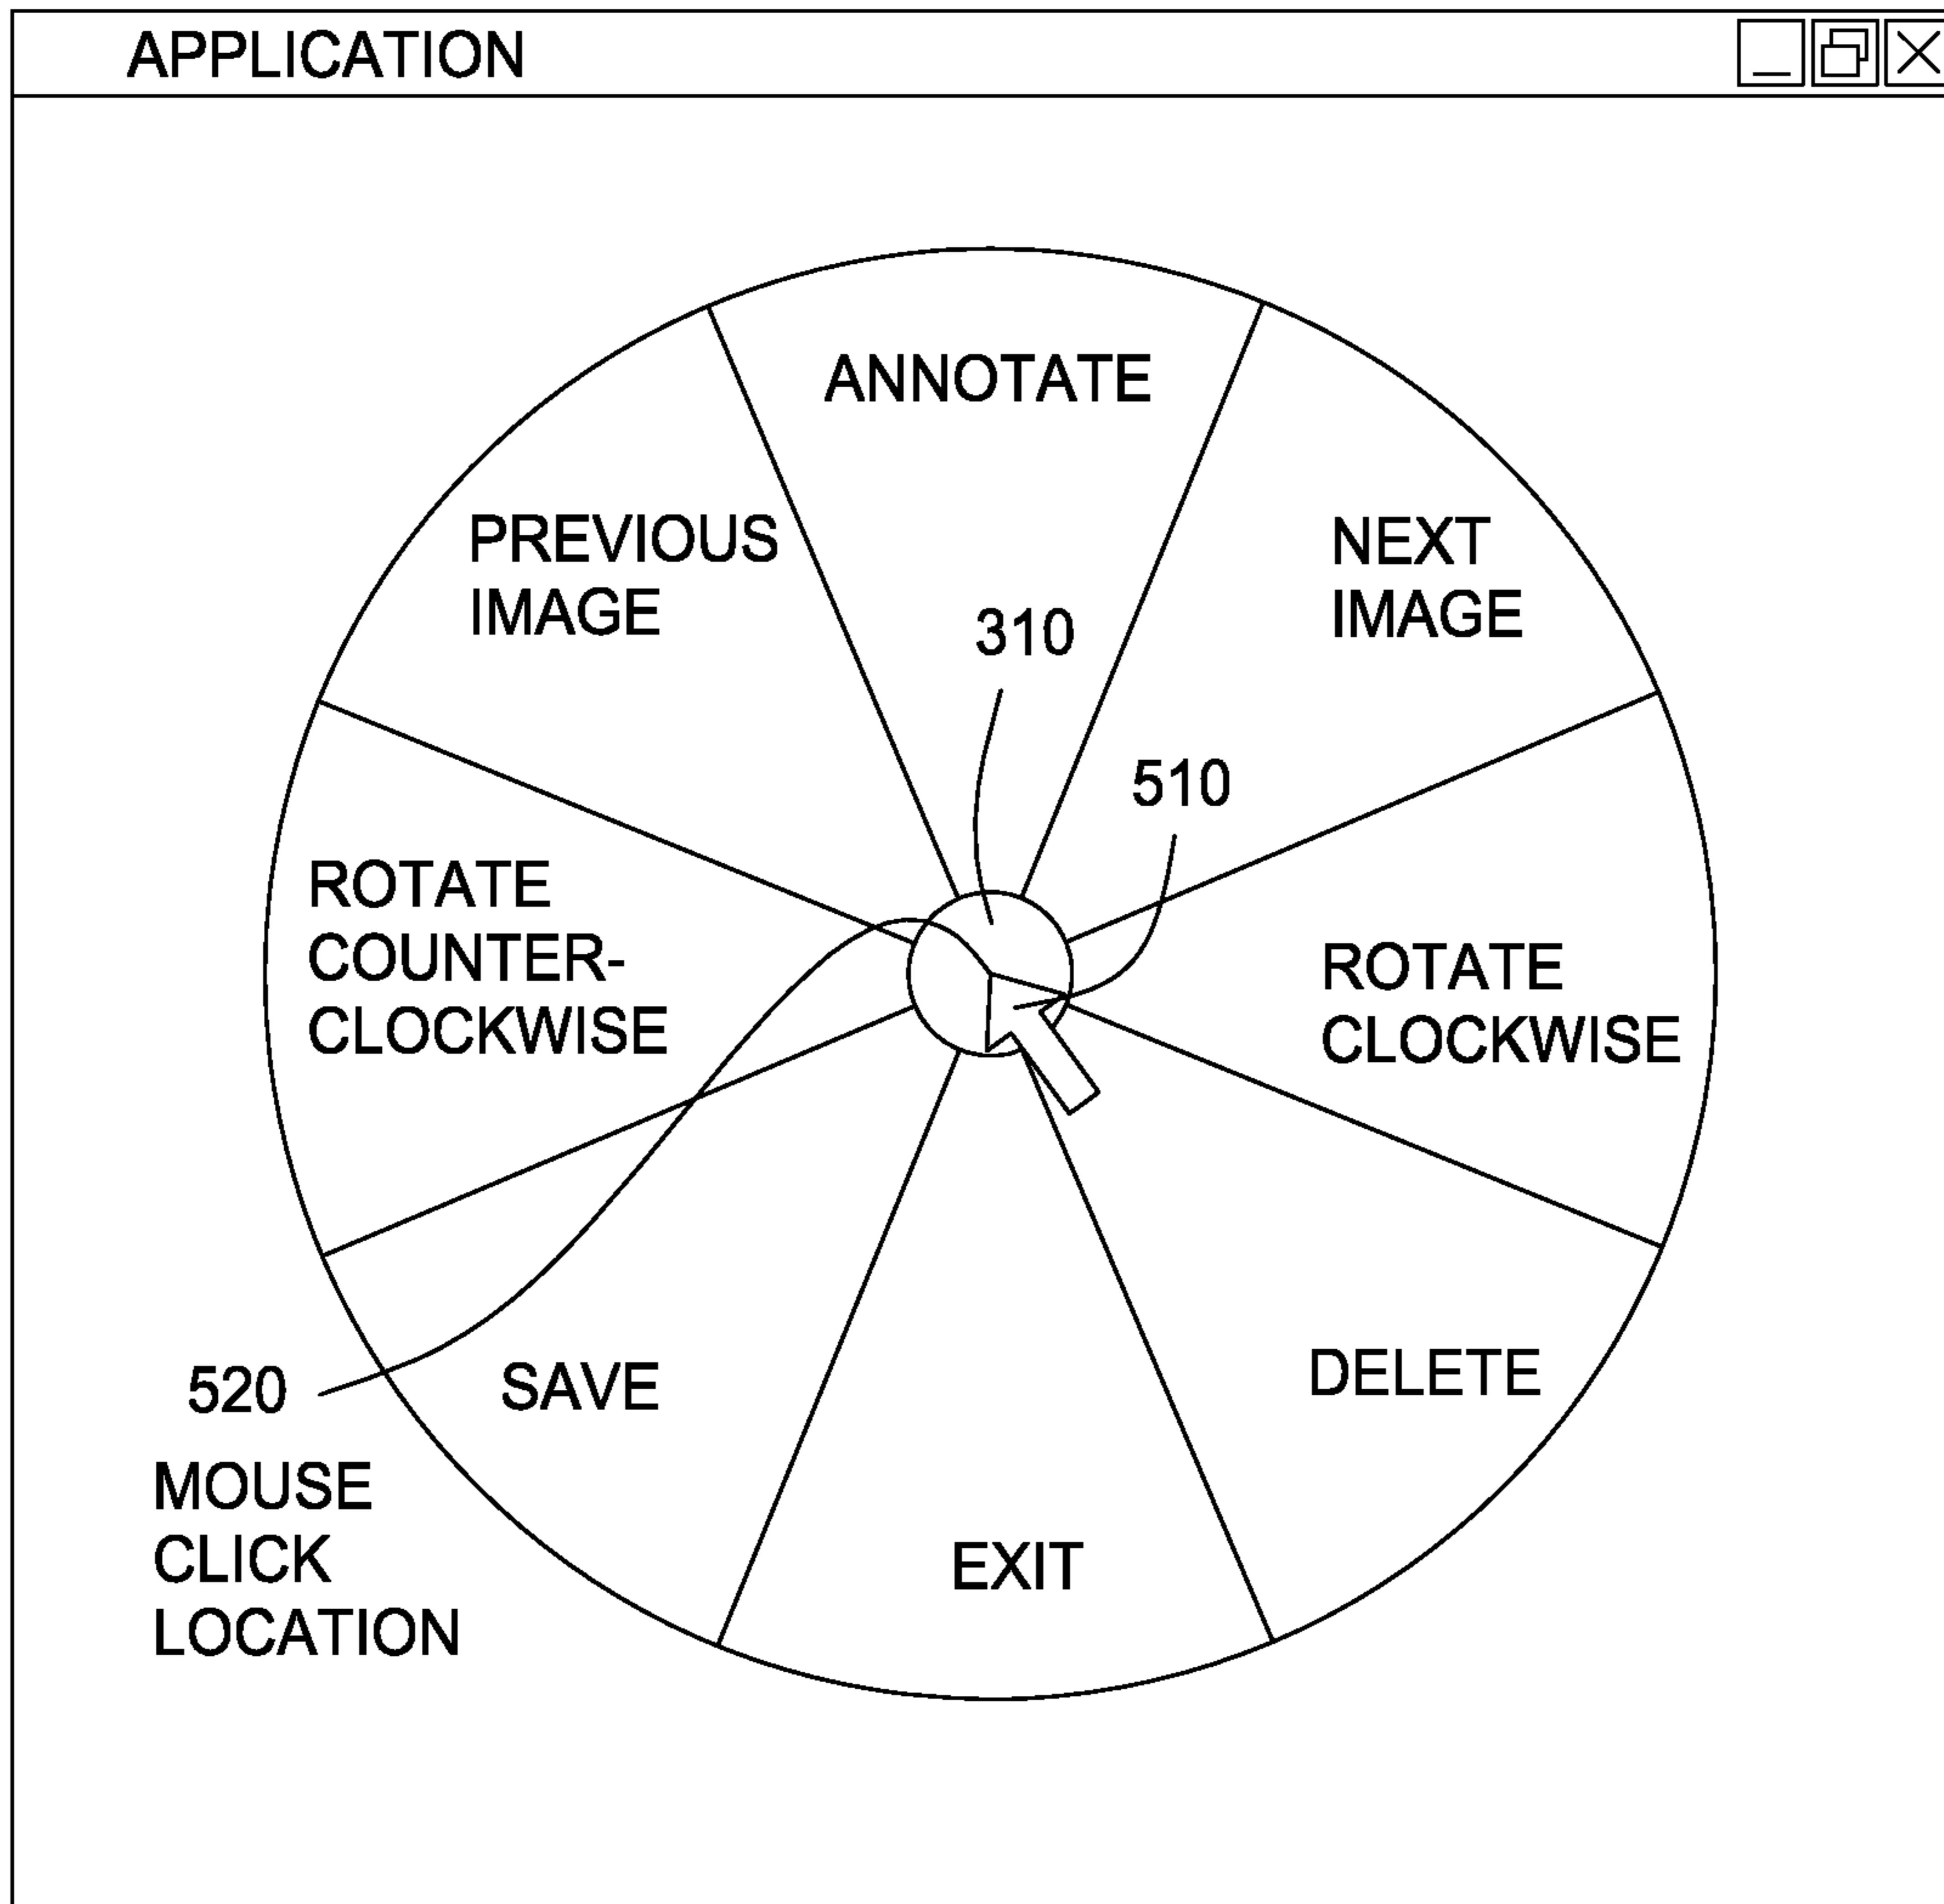 APPLICATION
ANNOTATE
PREVIOUS
IMAGE
NEXT
IMAGE
310
510
ROTATE
COUNTER-
CLOCKWISE
ROTATE
CLOCKWISE
520
MOUSE
CLICK
LOCATION
SAVE
DELETE
EXIT